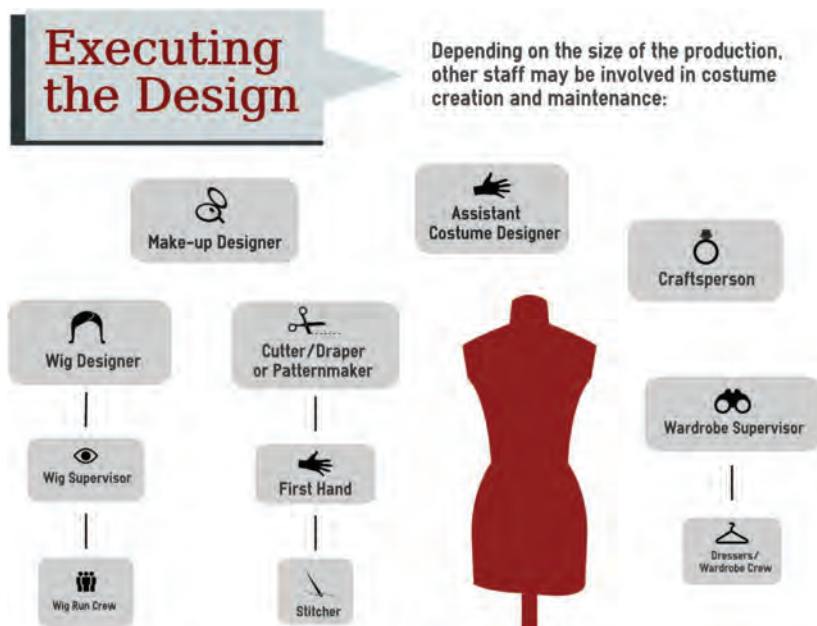 Executing
the Design
Depending on the size of the production,
other staff may be involved in costume
creation and maintenance:
Make-up Designer
Assistant
Costume Designer
Craftsperson
Wig Designer
Cutter/Draper
or Patternmaker
Wardrobe Supervisor
Wig Supervisor
First Hand
Dressers/
Wardrobe Crew
Wig Run Crew
Stitcher